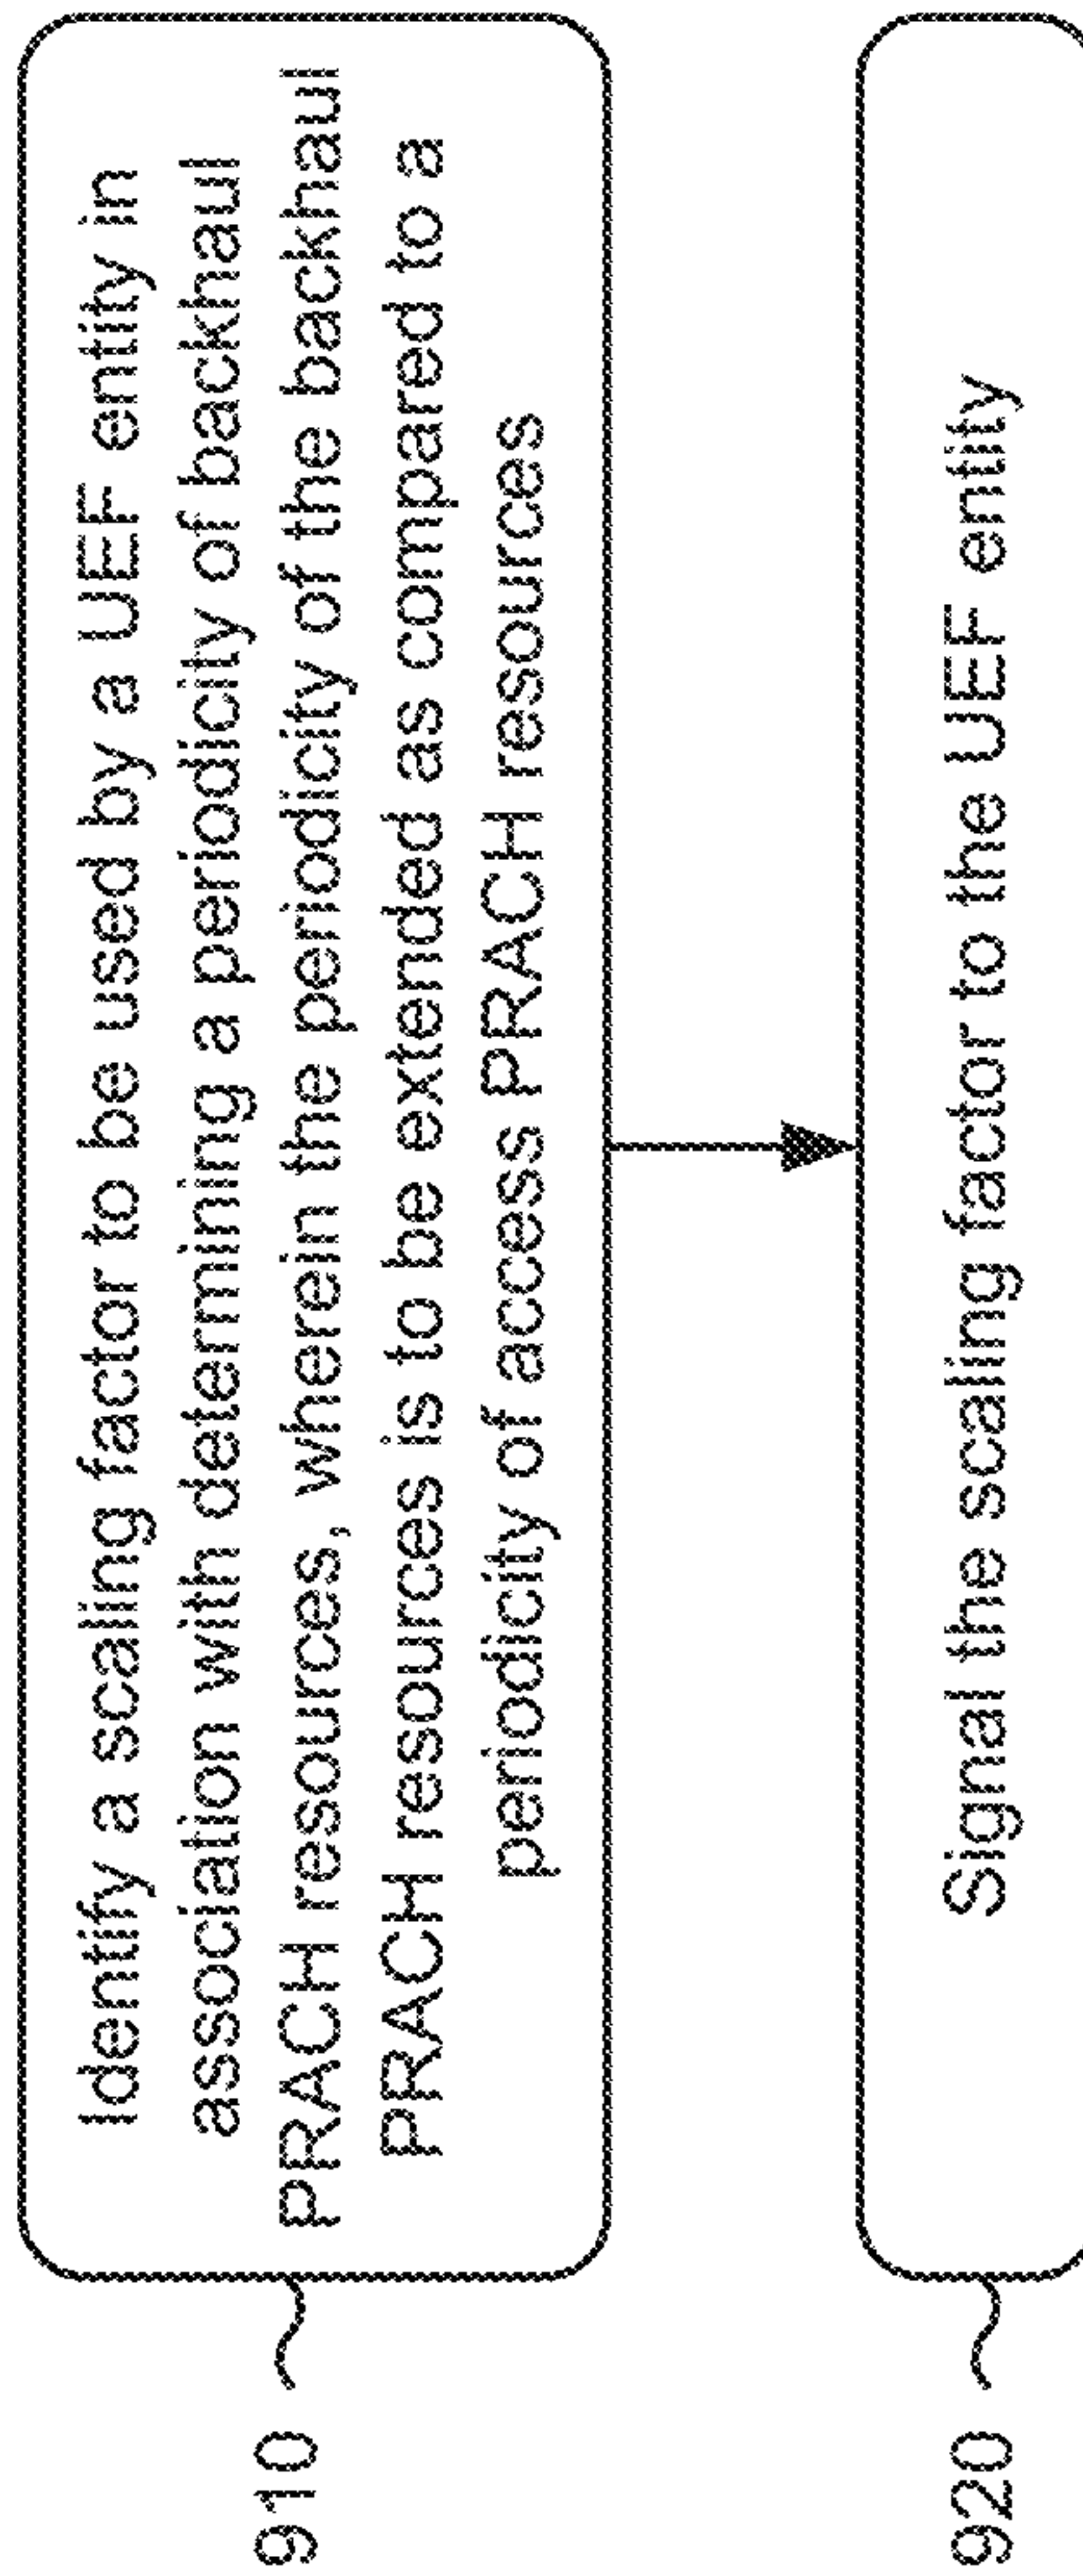 910
Identify a scaling factor to be used by a UEF entity in
association with determining a periodicity of backhaul
PRACH resources, wherein the periodicity of the backhaul
PRACH resources is to be extended as compared to a
periodicity of access PRACH resources
920
Signal the scaling factor to the UEF entity